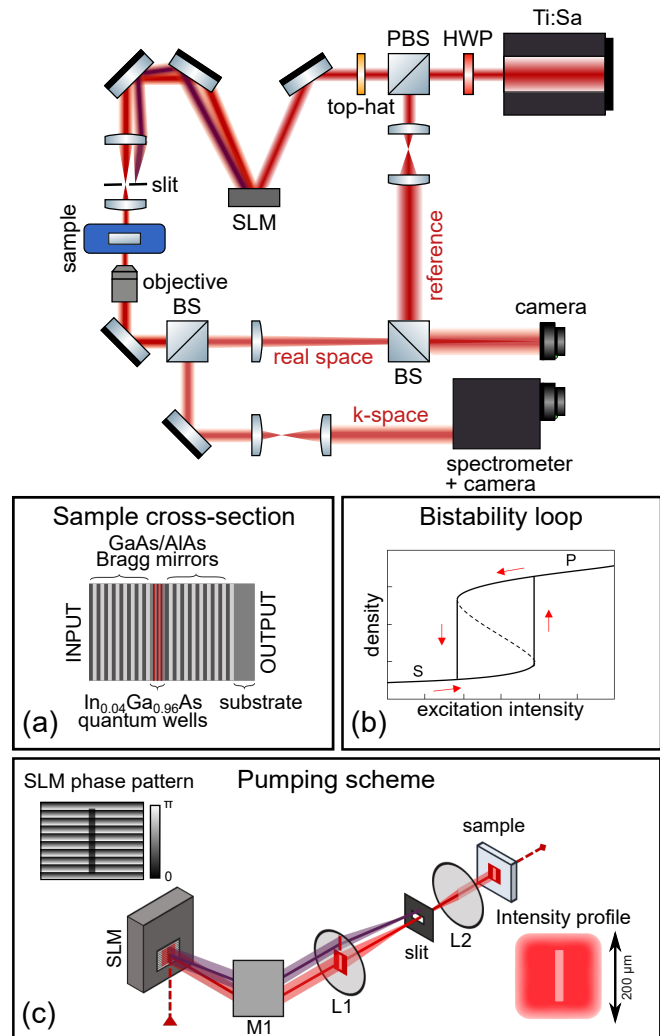 Ti:Sa
PBS
HWP
top-hat
slit
SLM
sample
objective
BS
reference
camera
real space
BS
k-space
spectrometer
+ camera
Sample cross-section
GaAs/AlAs
Bragg mirrors
INPUT
OUTPUT
In0.04Ga0.96As
quantum wells
substrate
(a)
Bistability loop
P
density
S
excitation intensity
(b)
Pumping scheme
SLM phase pattern
π
0
sample
L2
slit
Intensity profile
SLM
L1
M1
200 μm
(c)